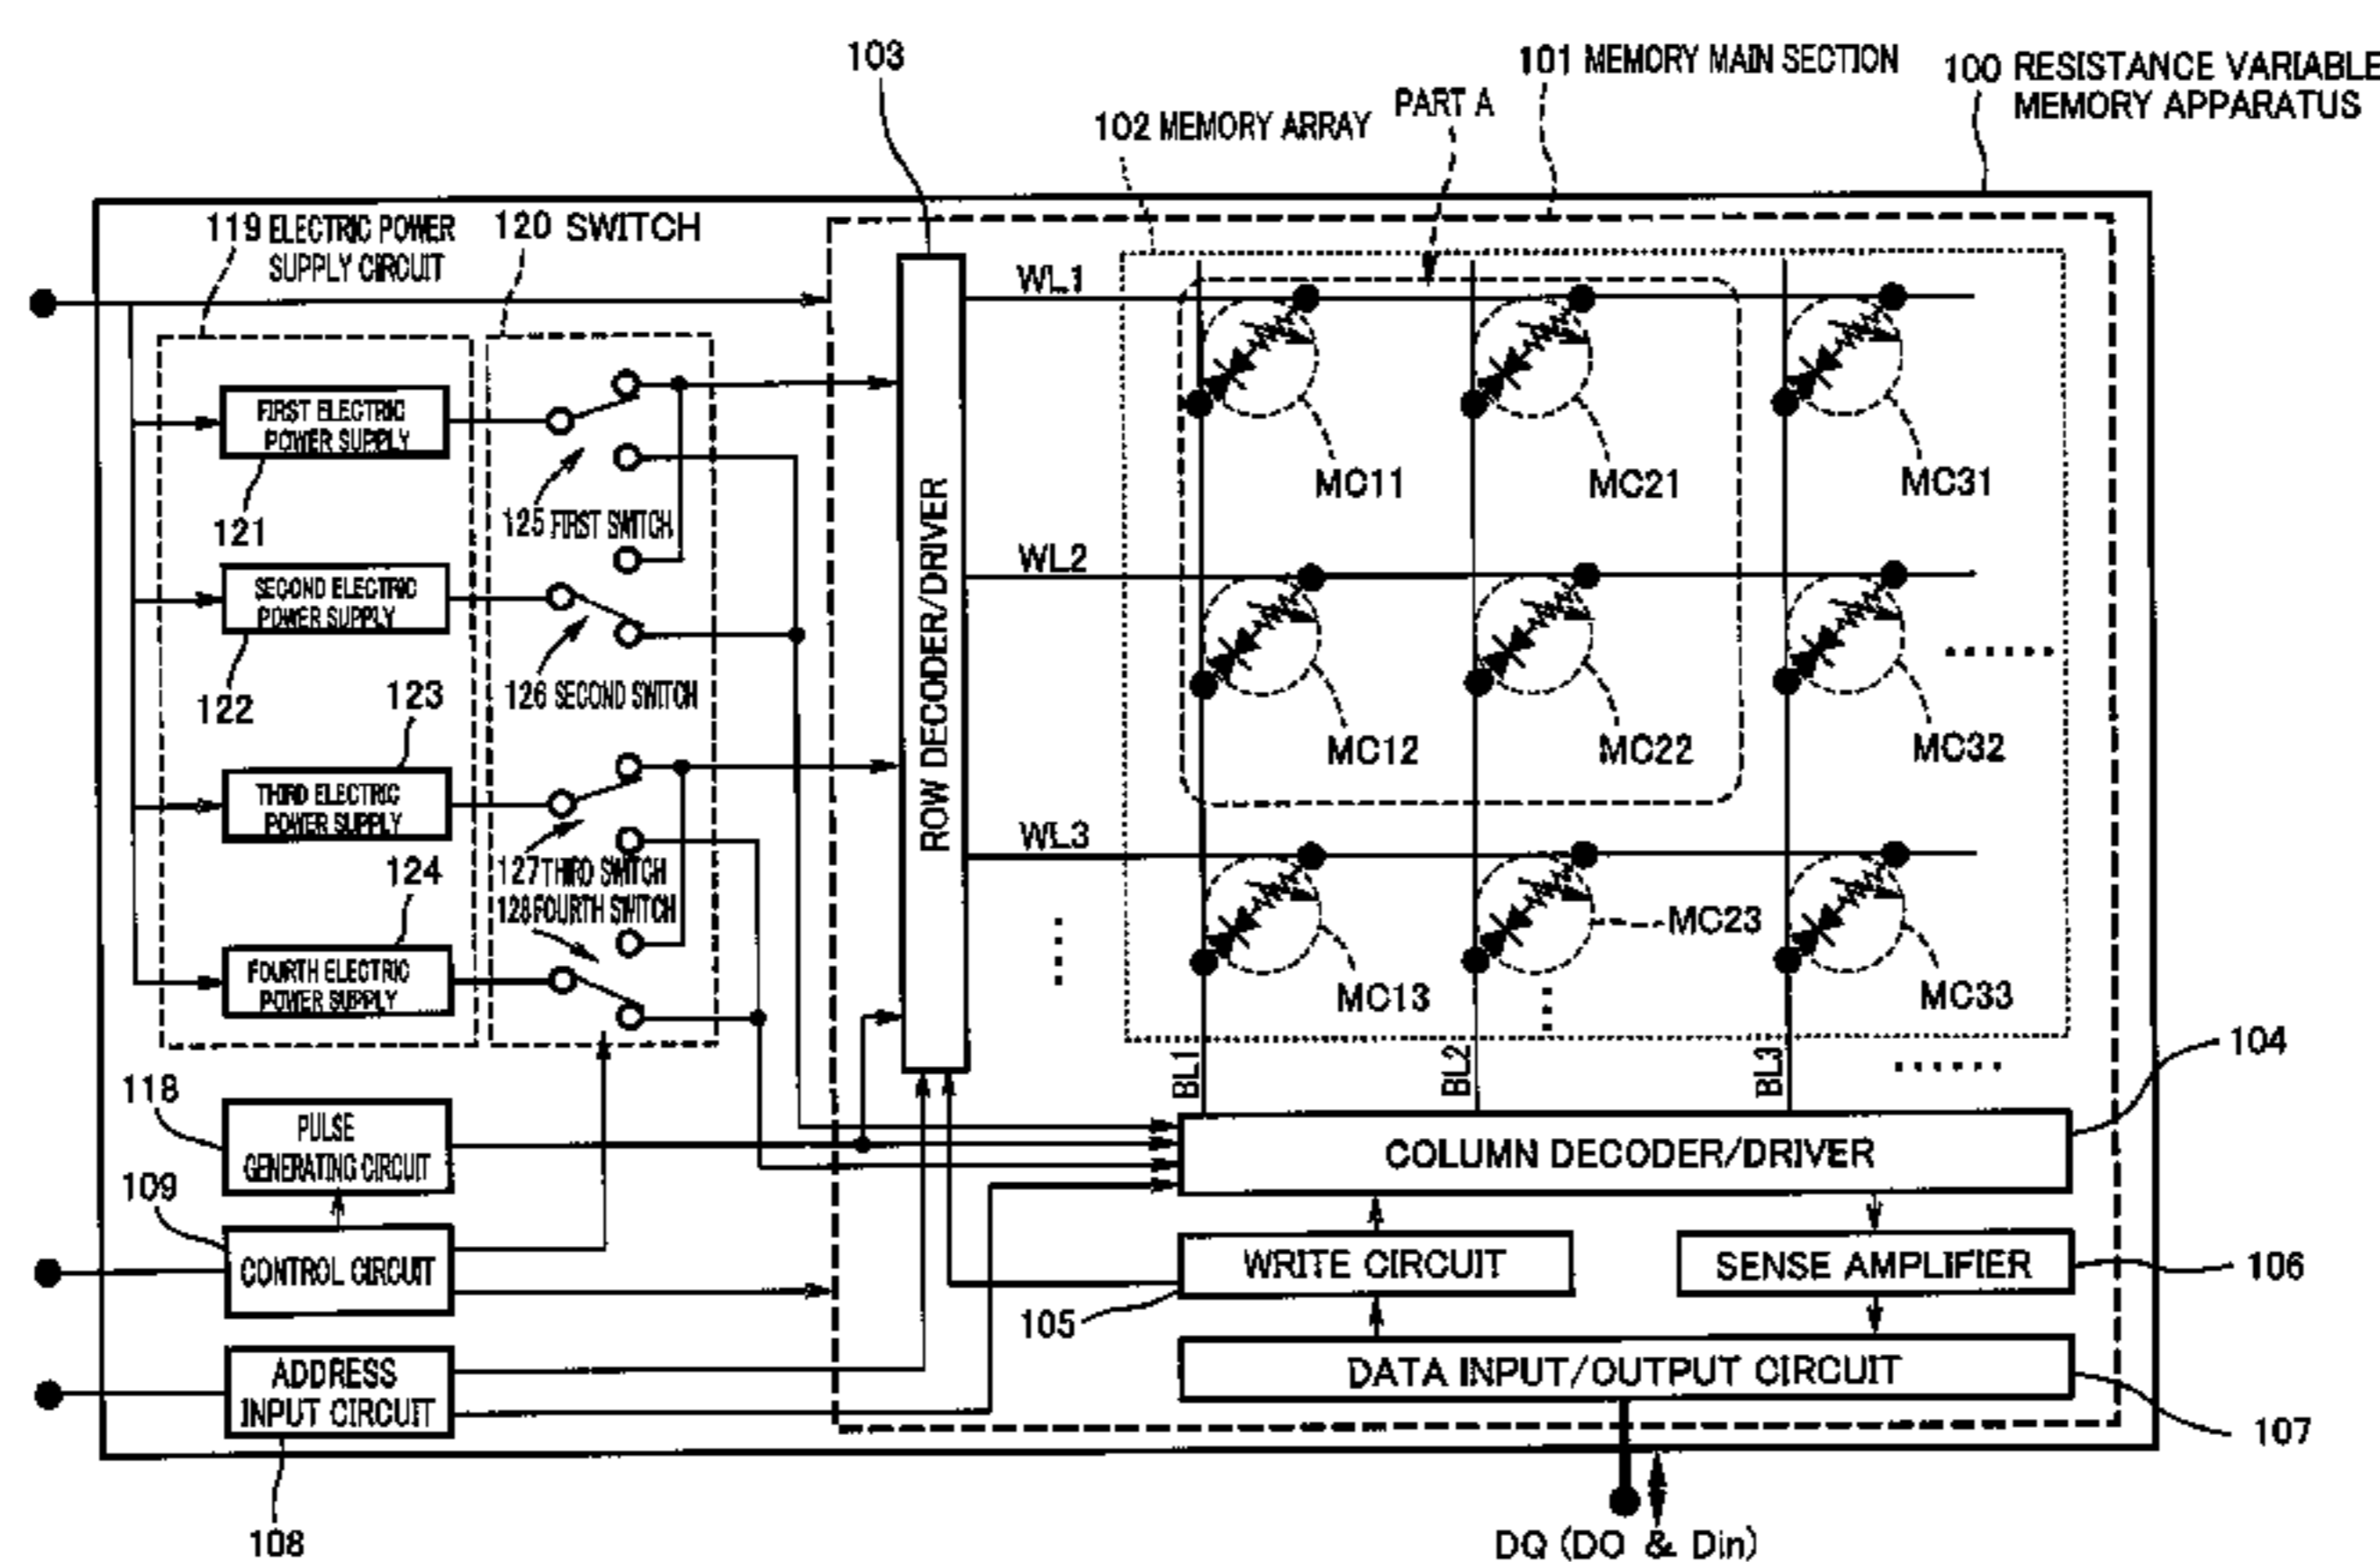 103
101 MEMORY MAIN SECTION
100 RESISTANCE VARIABLE
MEMORY APPARATUS
PART A
102 MEMORY ARRAY
119 ELECTRIC POWER
SUPPLY CIRCUIT
120 SWITCH
WL1
FIRST ELECTRIC
POWER SUPPLY
121
125 FIRST SWITCH
MC11
MC21
MC31
WL2
SECOND ELECTRIC
POWER SUPPLY
122
126 SECOND SWITCH
ROW DECODER/DRIVER
MC12
MC22
MC32
123
THIRD ELECTRIC
POWER SUPPLY
127 THIRD SWITCH
128 FOURTH SWITCH
WL3
124
FOURTH ELECTRIC
POWER SUPPLY
MC13
MC23
MC33
BL1
BL2
BL3
104
118
PULSE
GENERATING CIRCUIT
COLUMN DECODER/DRIVER
109
CONTROL CIRCUIT
WRITE CIRCUIT
SENSE AMPLIFIER
106
105
ADDRESS
INPUT CIRCUIT
DATA INPUT/OUTPUT CIRCUIT
107
108
DQ (DO & Din)